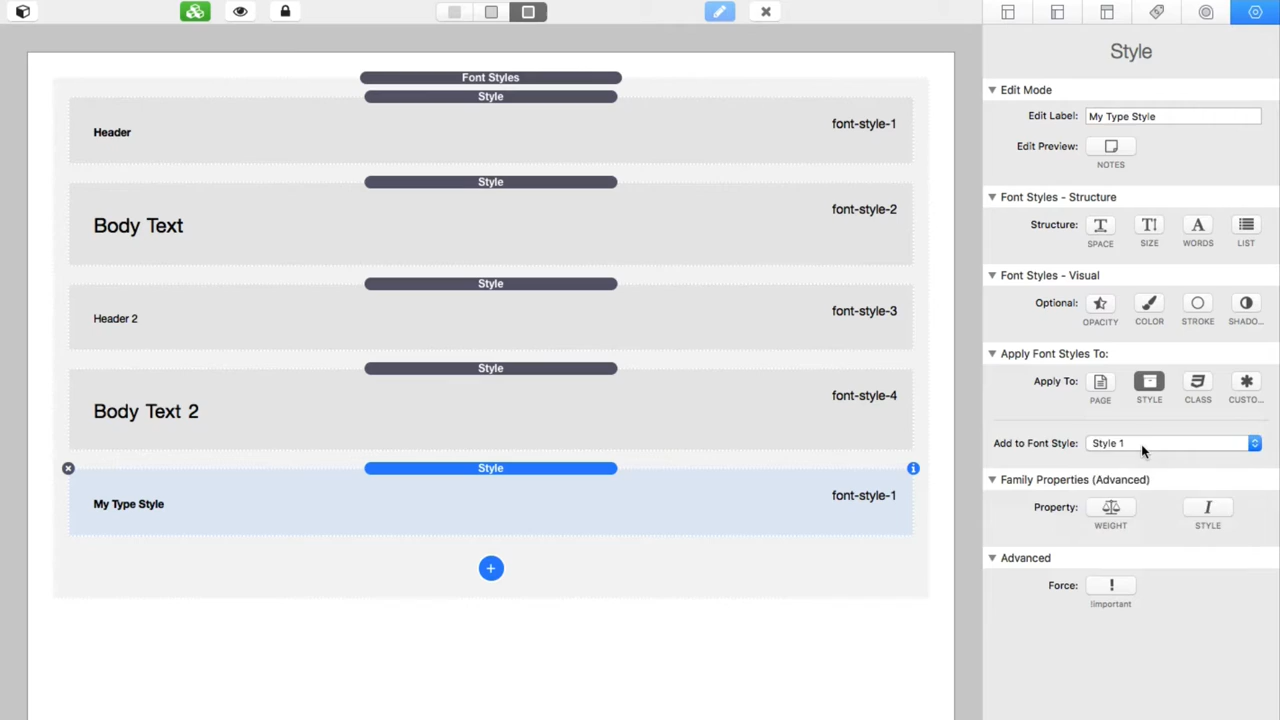 Font Styles
Style
Header
font-style-1
Style
Body Text
font-style-2
Style
Header 2
font-style-3
Style
Body Text 2
font-style-4
Style
My Type Style
font-style-1
Style
Edit Mode
Edit Label: My Type Style
Edit Preview:
NOTES
Font Styles - Structure
Structure:
SPACE SIZE WORDS LIST
Font Styles - Visual
Optional:
OPACITY COLOR STROKE SHADO...
Apply Font Styles To:
Apply To:
PAGE STYLE CLASS CUSTO...
Add to Font Style: Style 1
Family Properties (Advanced)
Property:
WEIGHT STYLE
Advanced
Force:
!important